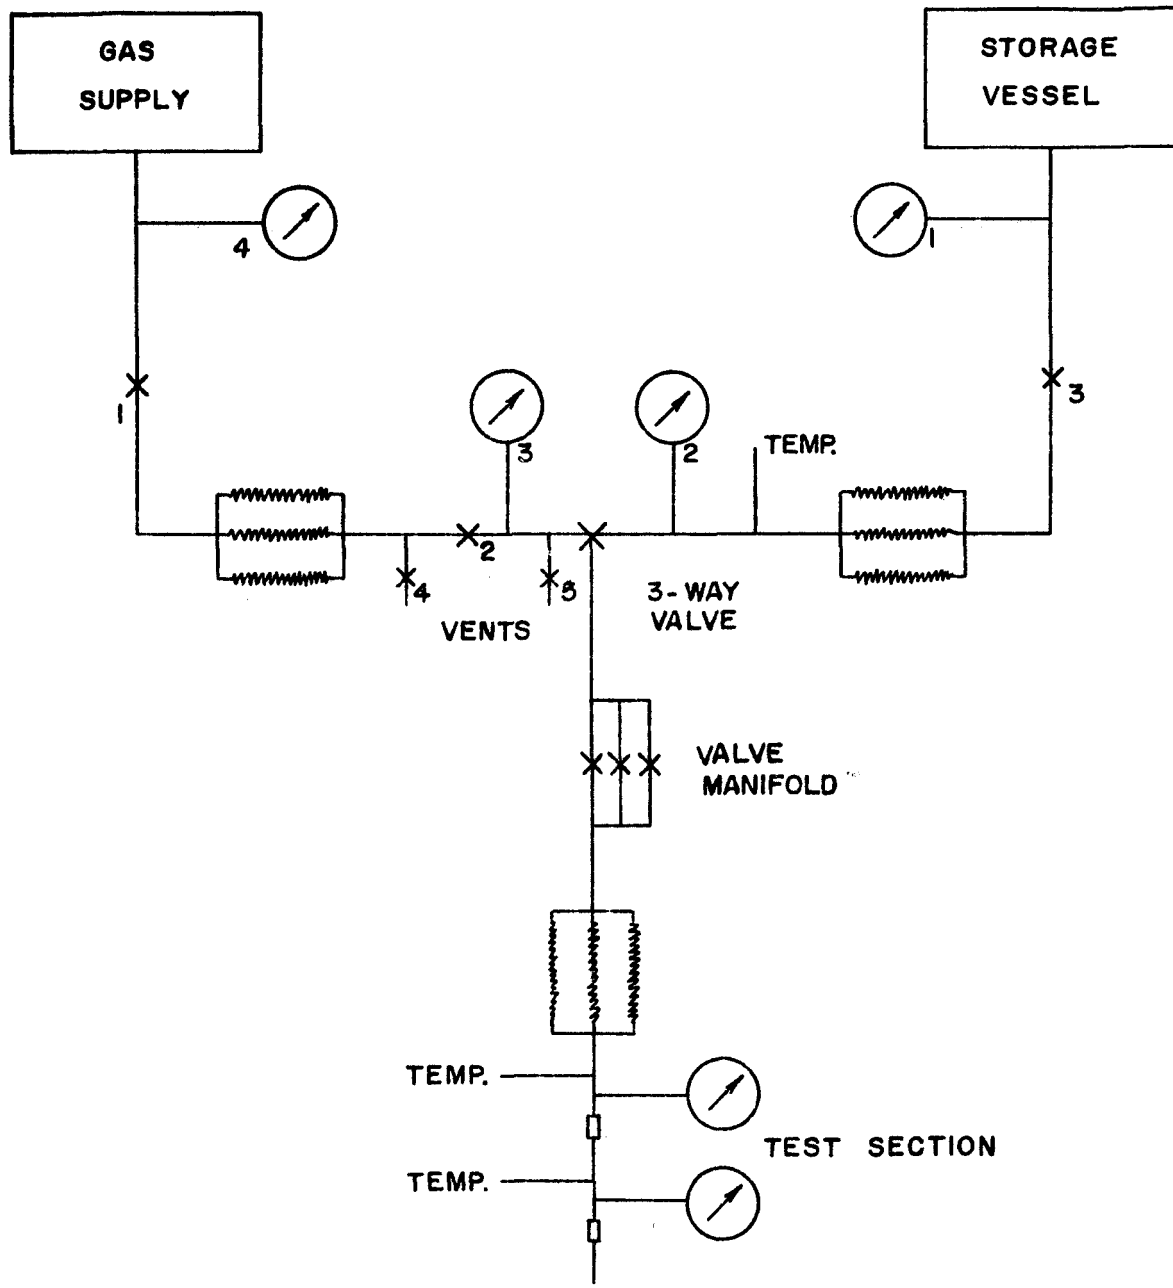 GAS
SUPPLY
STORAGE
VESSEL
4
1
1
3
3
2
TEMP.
2
4
5
VENTS
3-WAY
VALVE
VALVE
MANIFOLD
TEMP.
TEST SECTION
TEMP.